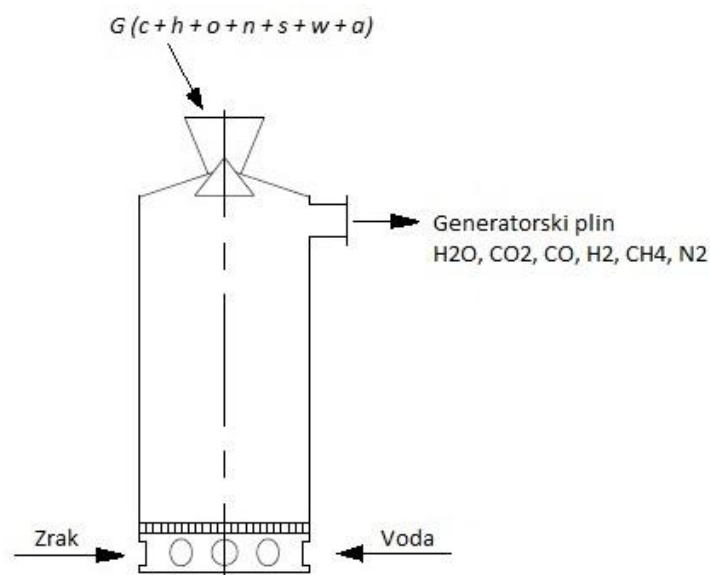 G (c + h + o + n + s + w + a)
Generatorski plin
H2O, CO2, CO, H2, CH4, N2
Zrak
Voda